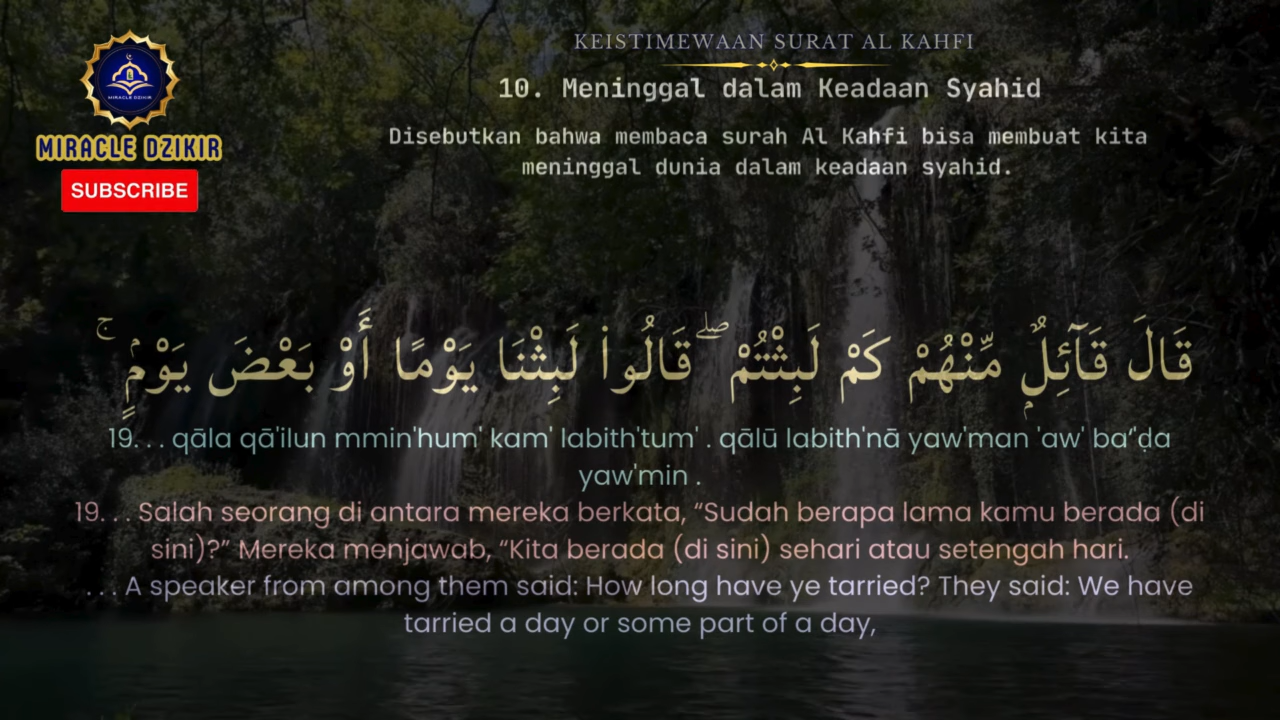 KEISTIMEWAAN SURAT AL KAHFI
10. Meninggal dalam Keadaan Syahid
Disebutkan bahwa membaca surah Al Kahfi bisa membuat kita
meninggal dunia dalam keadaan syahid.
MIRACLE DZIKIR
MIRACLE DZIKIR
SUBSCRIBE
قَالَ قَآئِلٌۭ مِّنْهُمْ كَمْ لَبِثْتُمْ ۖ قَالُوا۟ لَبِثْنَا يَوْمًا أَوْ بَعْضَ يَوْمٍۢ ۚ
19. . . qāla qā'ilun mmin'hum' kam' labith'tum' . qālū labith'nā yaw'man 'aw' ba‘'ḍa
yaw'min .
19. . . Salah seorang di antara mereka berkata, “Sudah berapa lama kamu berada (di
sini)?” Mereka menjawab, “Kita berada (di sini) sehari atau setengah hari.
. . . A speaker from among them said: How long have ye tarried? They said: We have
tarried a day or some part of a day,